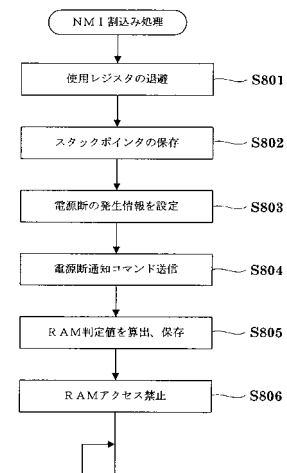 NMI割込み処理
使用レジスタの退避
S801
スタックポインタの保存
S802
電源断の発生情報を設定
S803
電源断通知コマンド送信
S804
RAM判定値を算出、保存
S805
RAMアクセス禁止
S806